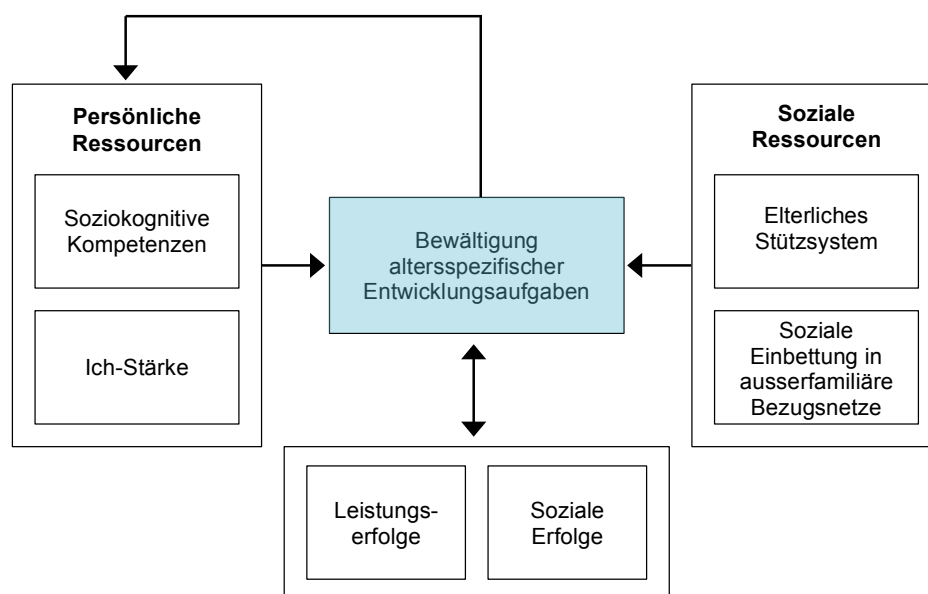 Persönliche
Ressourcen
Soziokognitive
Kompetenzen
Ich-Stärke
Bewältigung
altersspezifischer
Entwicklungsaufgaben
Soziale
Ressourcen
Elterliches
Stützsystem
Soziale
Einbettung in
ausserfamiliäre
Bezugsnetze
Leistungs-
erfolge
Soziale
Erfolge